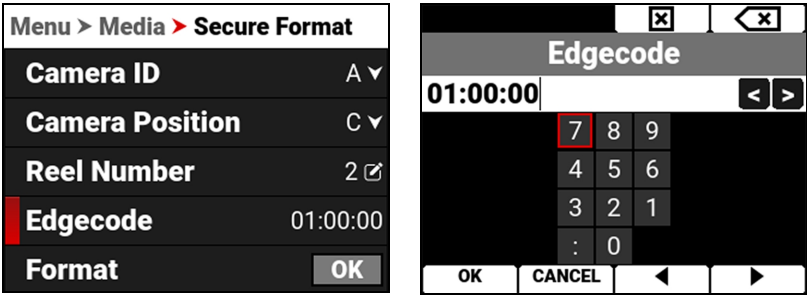 Menu > Media > Secure Format
Camera ID A
Camera Position C
Reel Number 2
Edgecode 01:00:00
Format OK
Edgecode
01:00:00 < >
7 8 9
4 5 6
3 2 1
: 0
OK CANCEL